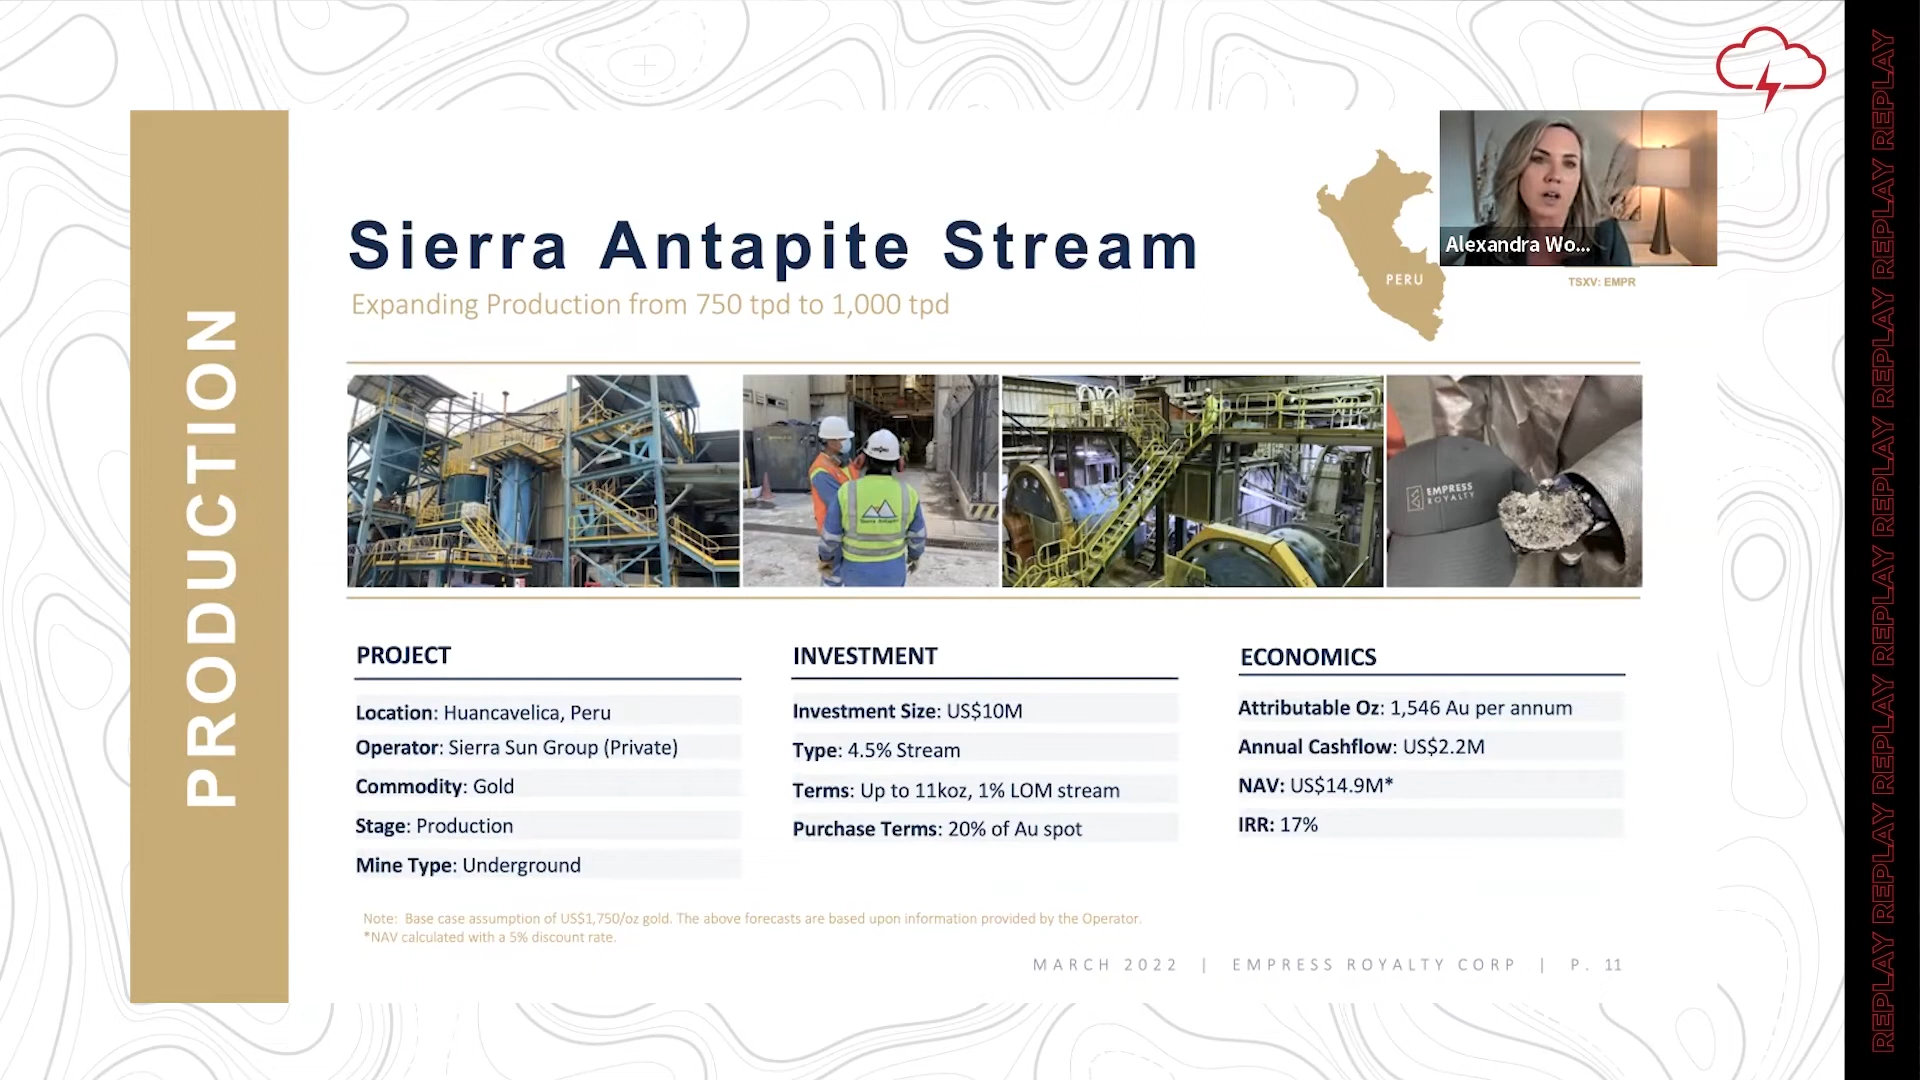 PRODUCTION
Sierra Antapite Stream
Expanding Production from 750 tpd to 1,000 tpd
PERU
Alexandra Wo...
TSXV: EMPR
Sierra Antapite
EMPRESS
ROYALTY
PROJECT
Location: Huancavelica, Peru
Operator: Sierra Sun Group (Private)
Commodity: Gold
Stage: Production
Mine Type: Underground
INVESTMENT
Investment Size: US$10M
Type: 4.5% Stream
Terms: Up to 11koz, 1% LOM stream
Purchase Terms: 20% of Au spot
ECONOMICS
Attributable Oz: 1,546 Au per annum
Annual Cashflow: US$2.2M
NAV: US$14.9M*
IRR: 17%
Note: Base case assumption of US$1,750/oz gold. The above forecasts are based upon information provided by the Operator.
*NAV calculated with a 5% discount rate.
MARCH 2022 | EMPRESS ROYALTY CORP | P. 11
REPLAY REPLAY REPLAY REPLAY REPLAY REPLAY REPLAY REPLAY